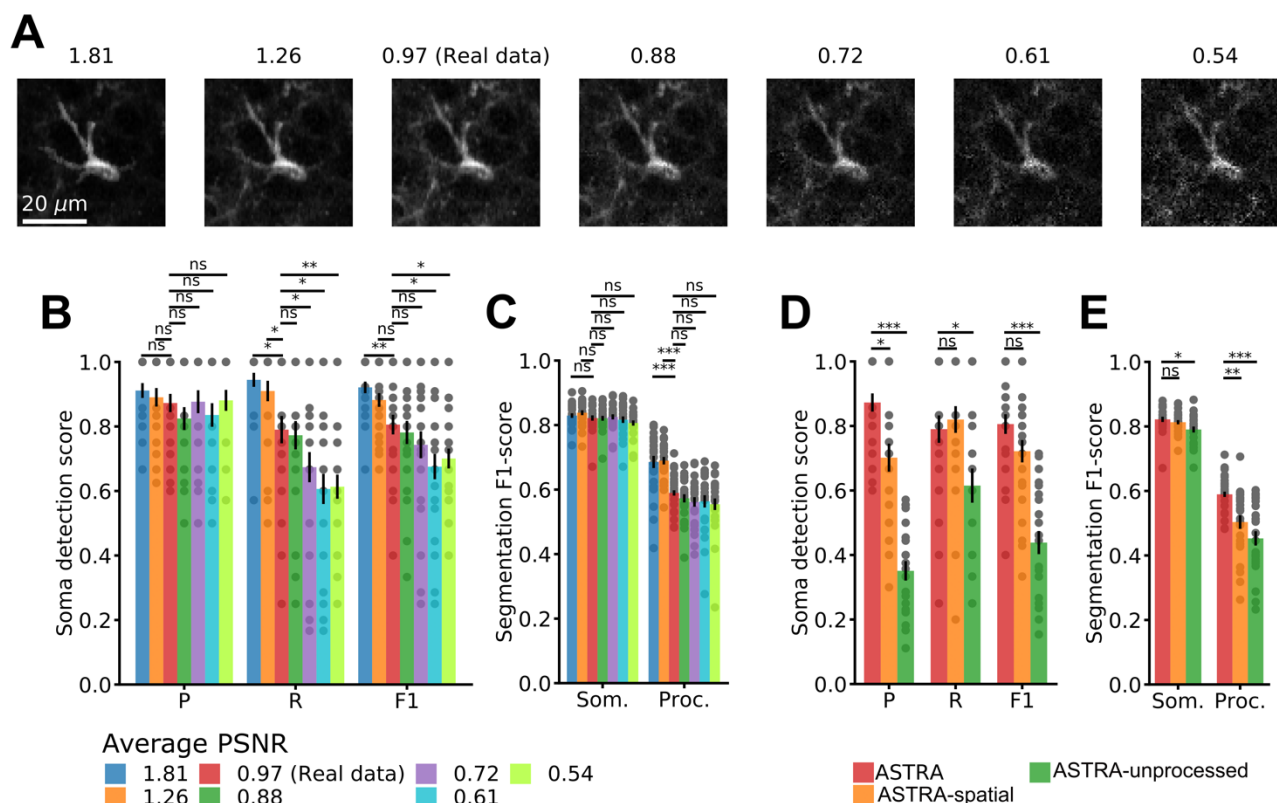 A
1.81 1.26 0.97 (Real data) 0.88 0.72 0.61 0.54
20 μm
B
ns ** *
ns * *
ns * ns
ns ns ns
ns * ns
ns * **
Soma detection score
1.0
0.8
0.6
0.4
0.2
0.0
P R F1
C
ns ns
ns ns
ns ns
ns ns
ns ***
ns ***
Segmentation F1-score
1.0
0.8
0.6
0.4
0.2
0.0
Som. Proc.
D
*** * ***
* ns ns
Soma detection score
1.0
0.8
0.6
0.4
0.2
0.0
P R F1
E
* ***
ns **
Segmentation F1-score
1.0
0.8
0.6
0.4
0.2
0.0
Som. Proc.
Average PSNR
1.81 0.97 (Real data) 0.72 0.54
1.26 0.88 0.61
ASTRA ASTRA-unprocessed
ASTRA-spatial